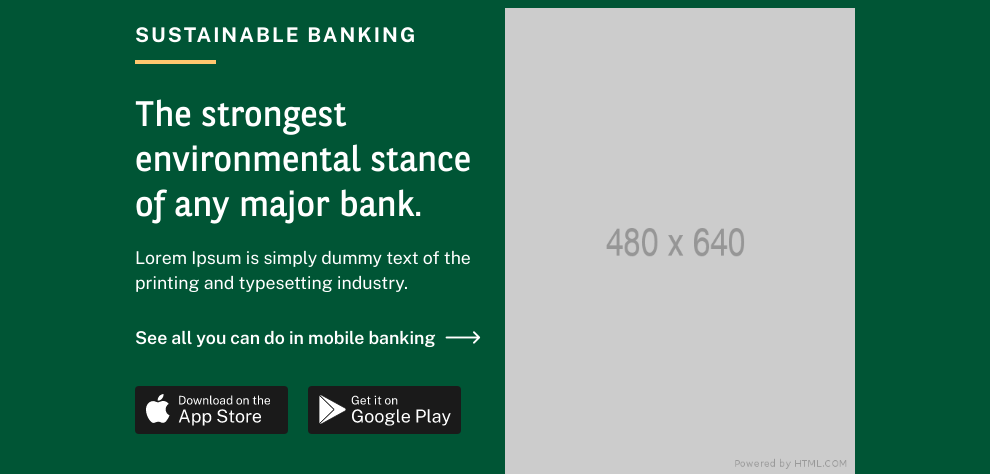 SUSTAINABLE BANKING
The strongest
environmental stance
of any major bank.
Lorem Ipsum is simply dummy text of the
printing and typesetting industry.
See all you can do in mobile banking
Download on the
App Store
Get it on
Google Play
480 x 640
Powered by HTML.COM